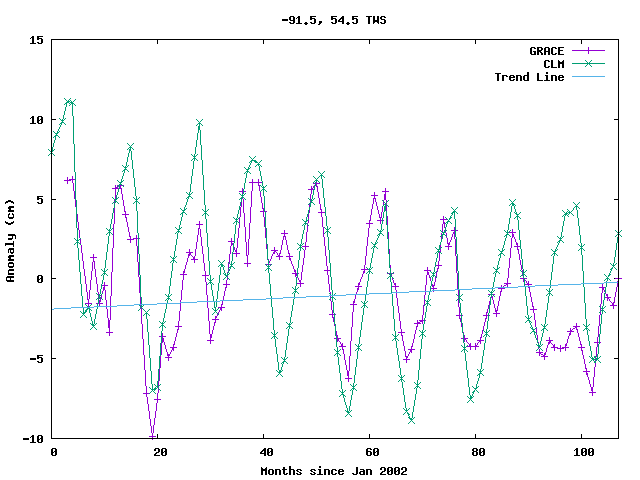 -91.5, 54.5 TWS
15
10
5
0
-5
-10
Anomaly (cm)
GRACE
CLM
Trend Line
0 20 40 60 80 100
Months since Jan 2002